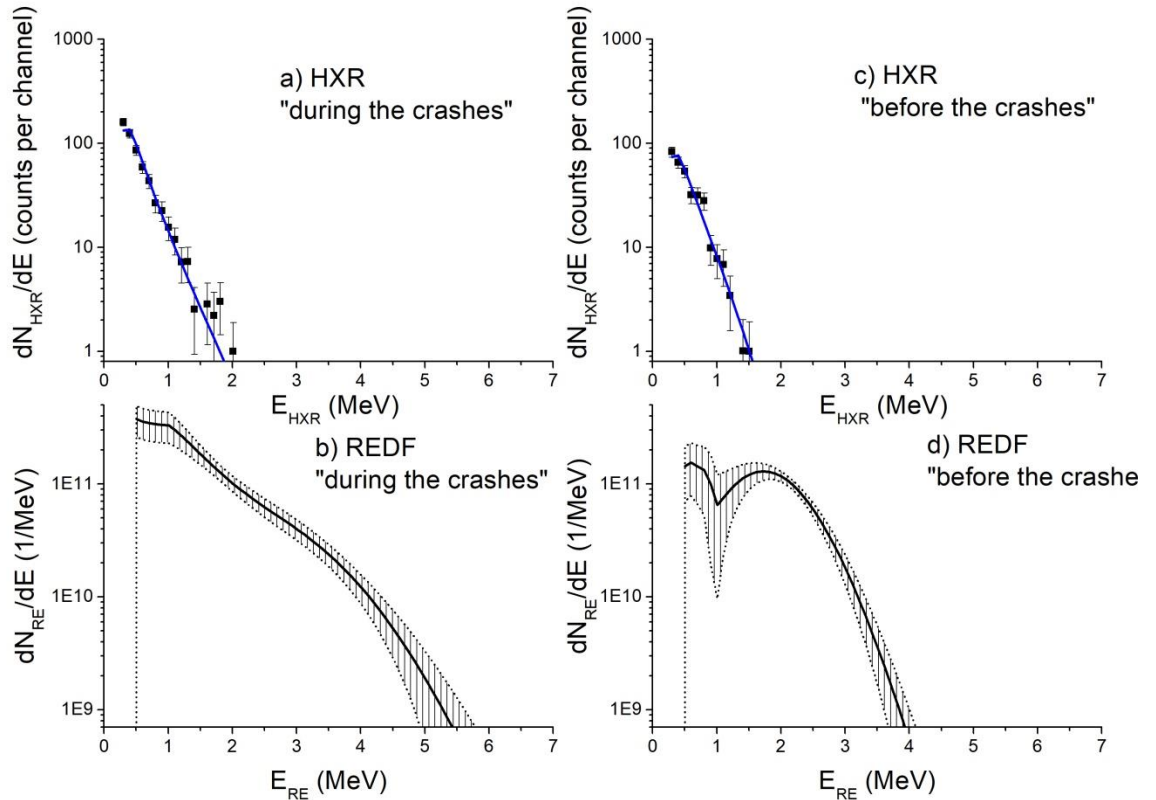 1000
100
10
1
dN_HXR/dE (counts per channel)
a) HXR
"during the crashes"
0 1 2 3 4 5 6 7
E_HXR (MeV)
1000
100
10
1
dN_HXR/dE (counts per channel)
c) HXR
"before the crashes"
0 1 2 3 4 5 6 7
E_HXR (MeV)
1E11
1E10
1E9
dN_RE/dE (1/MeV)
b) REDF
"during the crashes"
0 1 2 3 4 5 6 7
E_RE (MeV)
1E11
1E10
1E9
dN_RE/dE (1/MeV)
d) REDF
"before the crashe
0 1 2 3 4 5 6 7
E_RE (MeV)